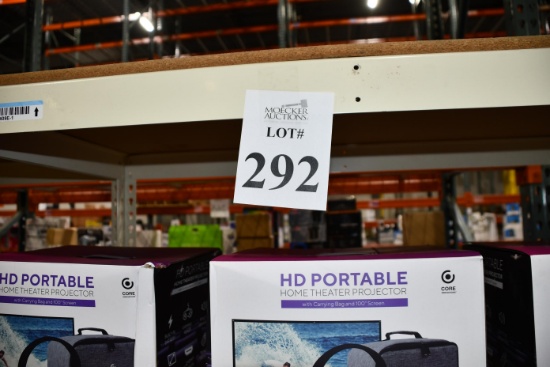 MOECKER
AUCTIONS
LOT#
292
HD PORTABLE
HOME THEATER PROJECTOR
with Carrying Bag and 100" Screen
CORE
HD PORTABLE
HOME THEATER PROJECTOR
with Carrying Bag and 100" Screen
CORE